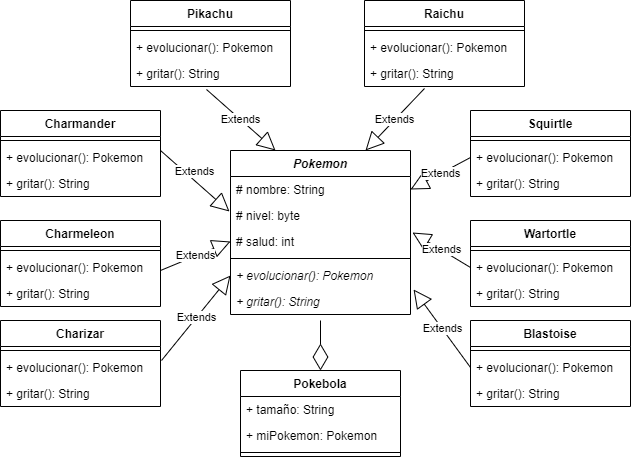 Pikachu
+ evolucionar(): Pokemon
+ gritar(): String
Raichu
+ evolucionar(): Pokemon
+ gritar(): String
Extends
Extends
Charmander
+ evolucionar(): Pokemon
+ gritar(): String
Extends
Squirtle
+ evolucionar(): Pokemon
+ gritar(): String
Extends
Pokemon
# nombre: String
# nivel: byte
# salud: int
+ evolucionar(): Pokemon
+ gritar(): String
Charmeleon
+ evolucionar(): Pokemon
+ gritar(): String
Extends
Wartortle
+ evolucionar(): Pokemon
+ gritar(): String
Extends
Charizar
+ evolucionar(): Pokemon
+ gritar(): String
Extends
Blastoise
+ evolucionar(): Pokemon
+ gritar(): String
Extends
Pokebola
+ tamaño: String
+ miPokemon: Pokemon